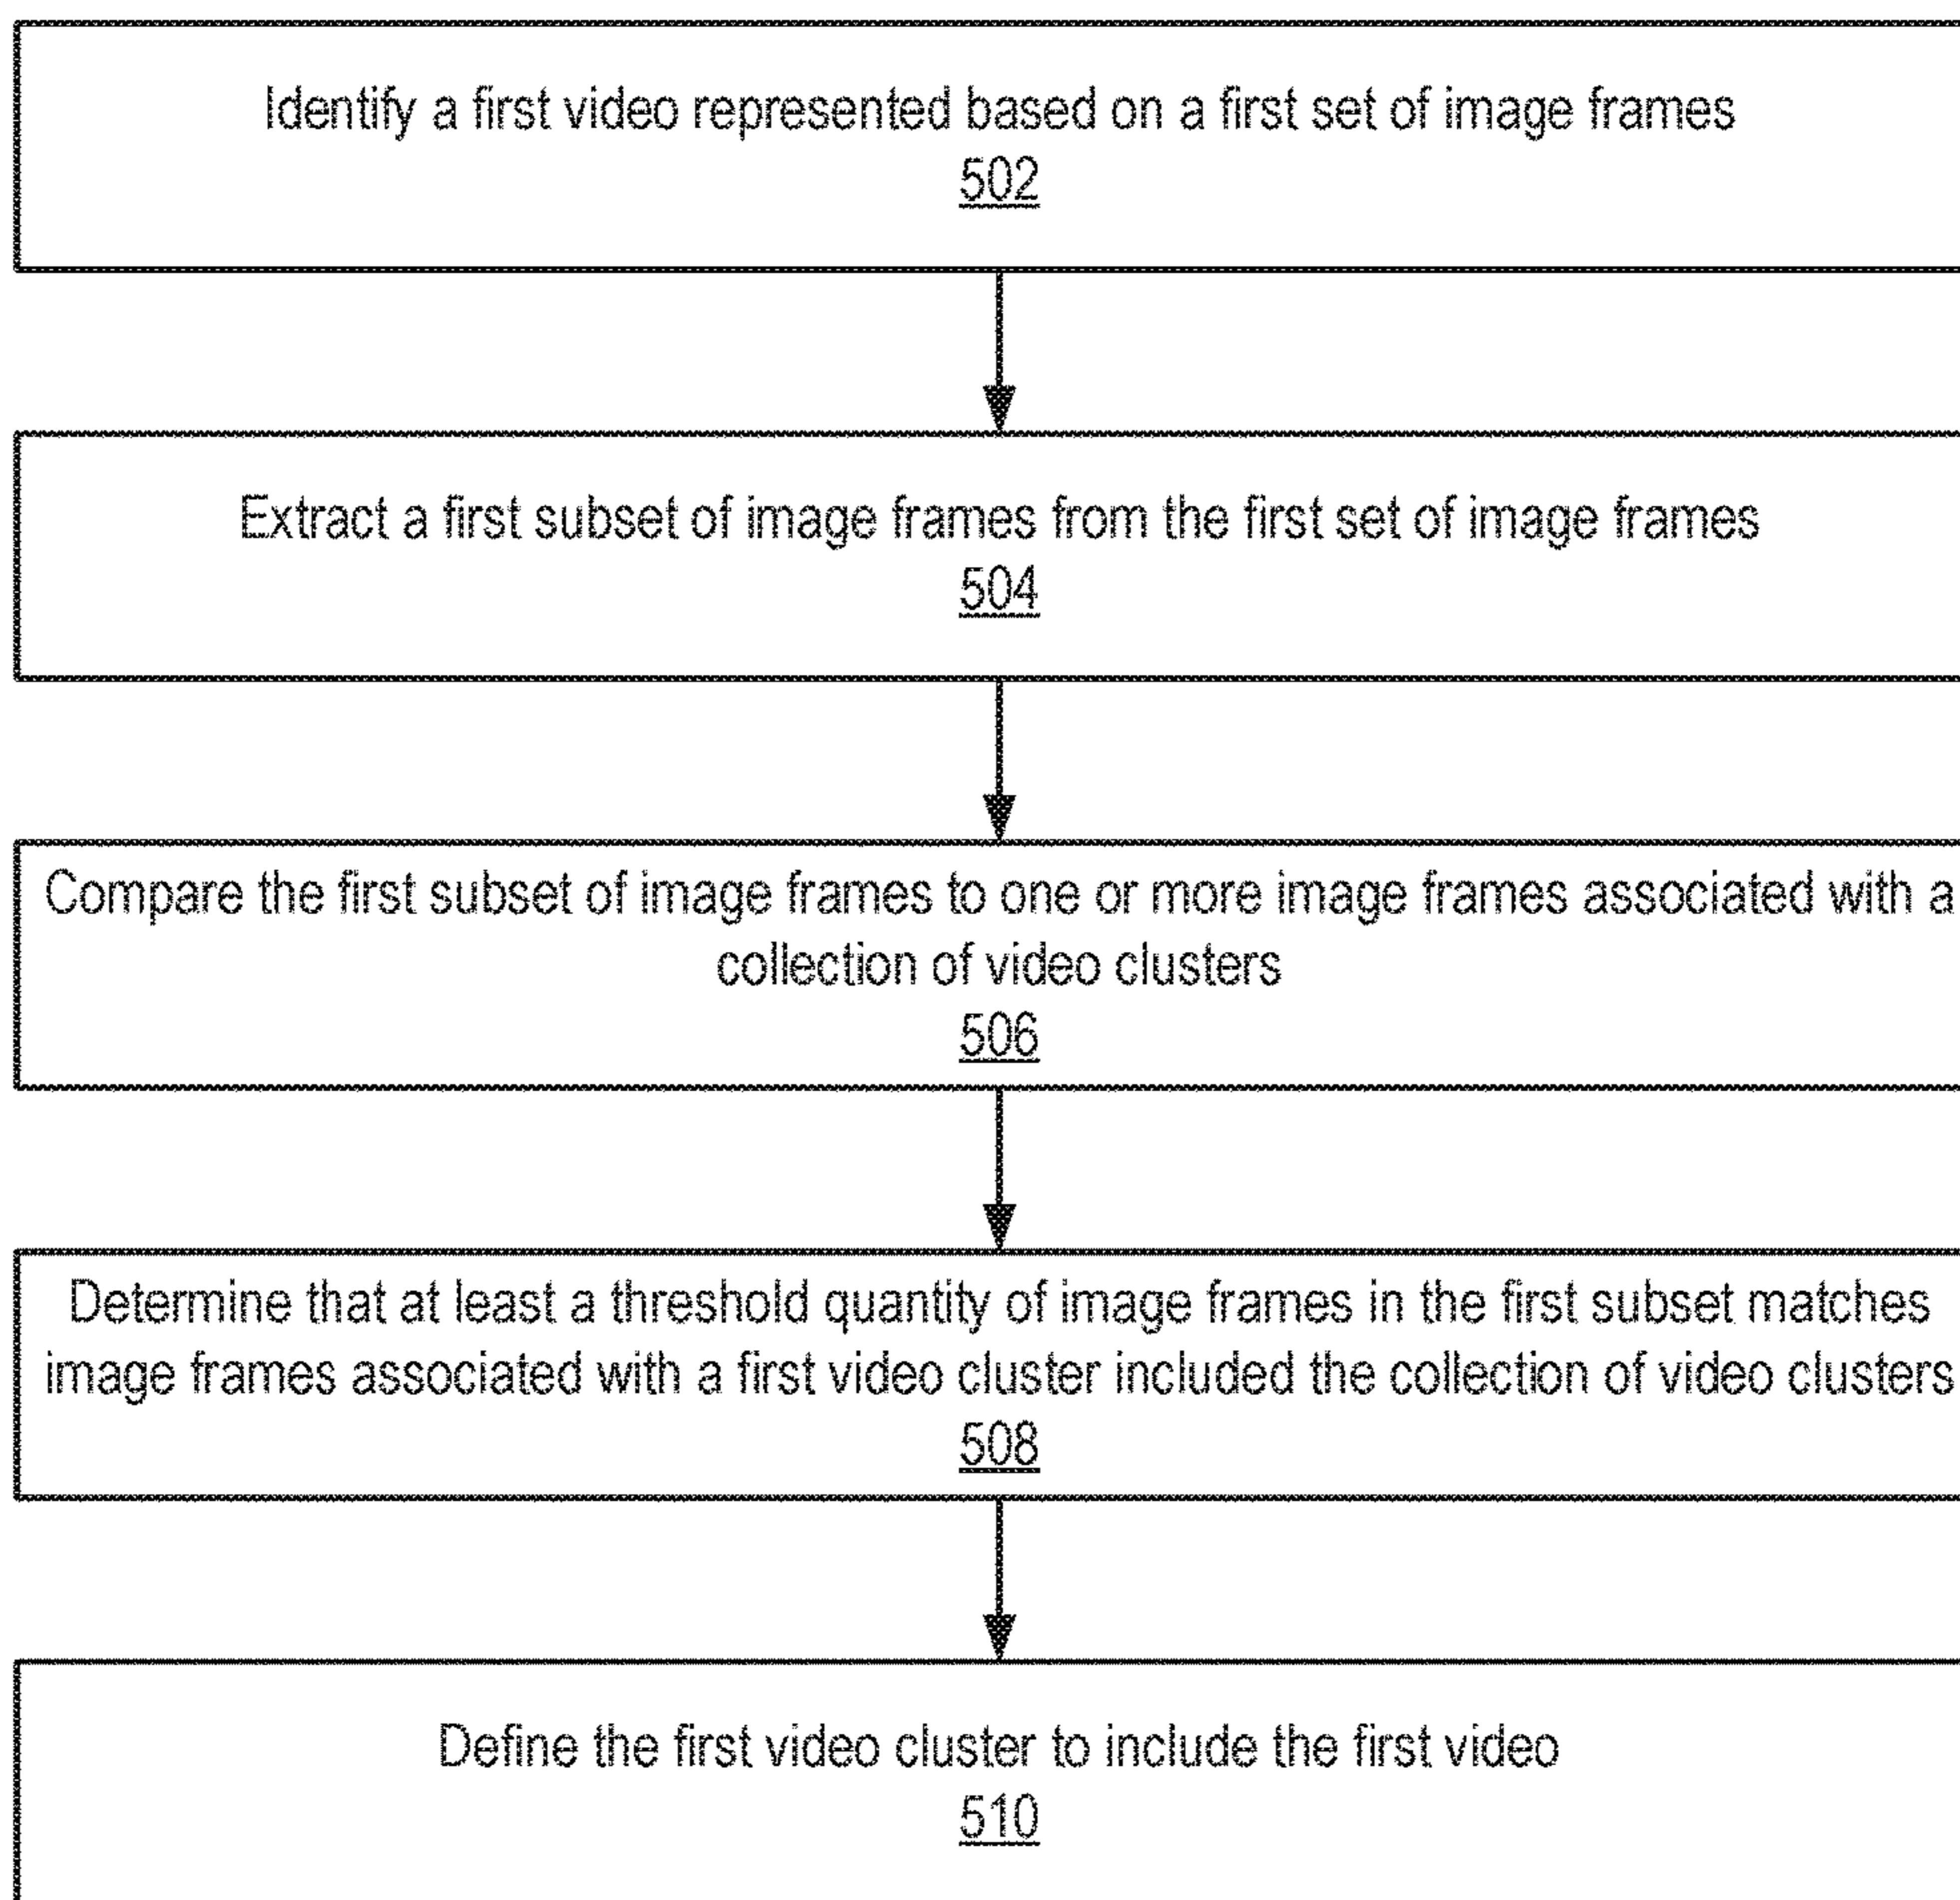 Identify a first video represented based on a first set of image frames
502
Extract a first subset of image frames from the first set of image frames
504
Compare the first subset of image frames to one or more image frames associated with a
collection of video clusters
506
Determine that at least a threshold quantity of image frames in the first subset matches
image frames associated with a first video cluster included the collection of video clusters
508
Define the first video cluster to include the first video
510